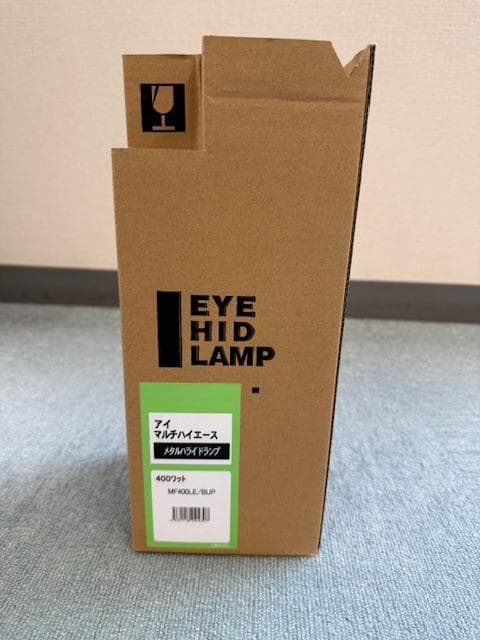 EYE
HID
LAMP
アイ
マルチハイエース
メタルハライドランプ
400ワット
MF400LE/BUP